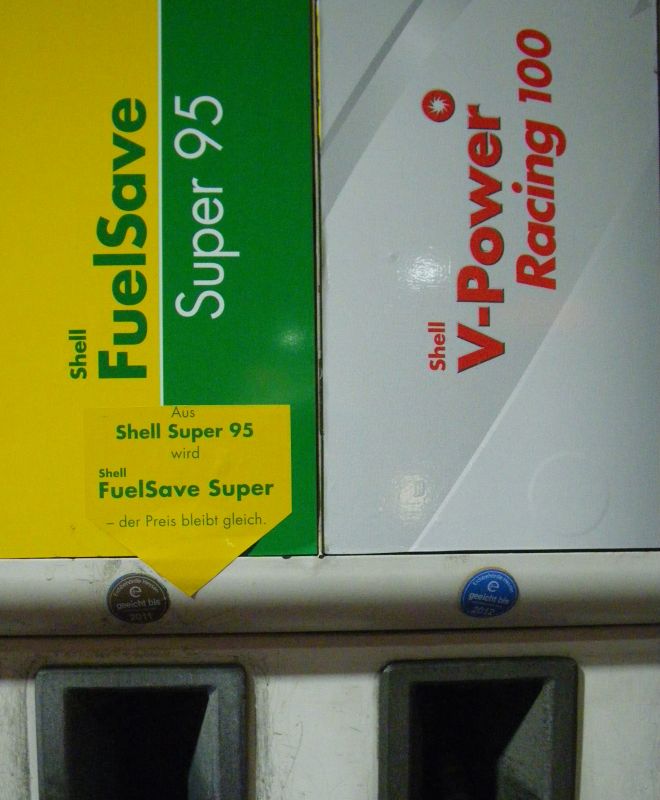 Shell
FuelSave
Super 95
Shell
V-Power
Racing 100
Aus
Shell Super 95
wird
Shell
FuelSave Super
– der Preis bleibt gleich.
e
geeicht bis
2011
e
geeicht bis
2012